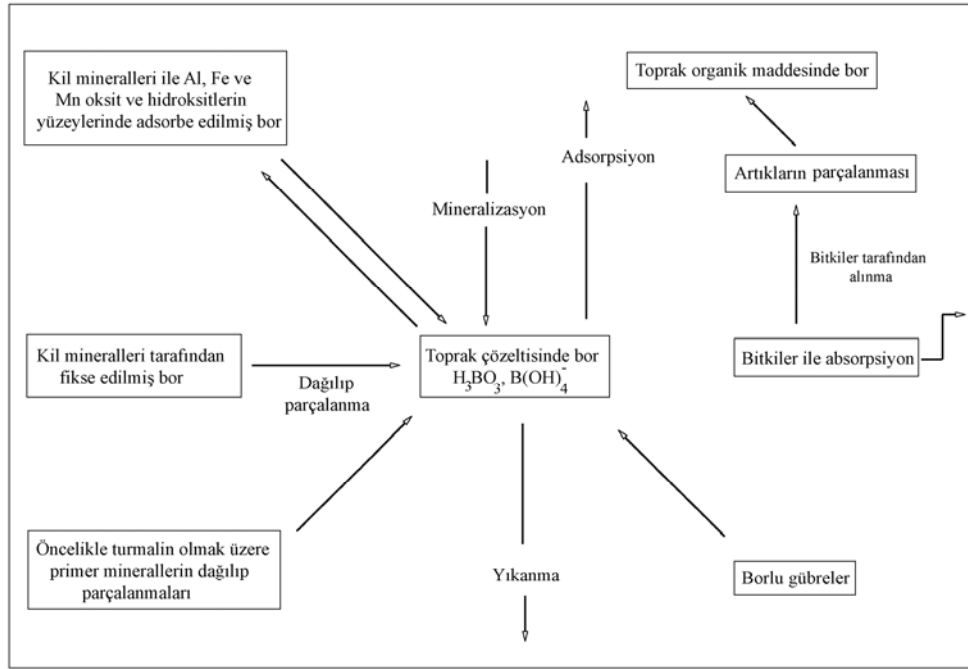 Kil mineralleri ile Al, Fe ve
Mn oksit ve hidroksitlerin
yüzeylerinde adsorbe edilmiş bor
Toprak organik maddesinde bor
Adsorpsiyon
Artıkların parçalanması
Mineralizasyon
Bitkiler tarafından
alınma
Kil mineralleri tarafından
fikse edilmiş bor
Dağılıp
parçalanma
Toprak çözeltisinde bor
H₃BO₃, B(OH)₄⁻
Bitkiler ile absorpsiyon
Öncelikle turmalin olmak üzere
primer minerallerin dağılıp
parçalanmaları
Yıkanma
Borlu gübreler